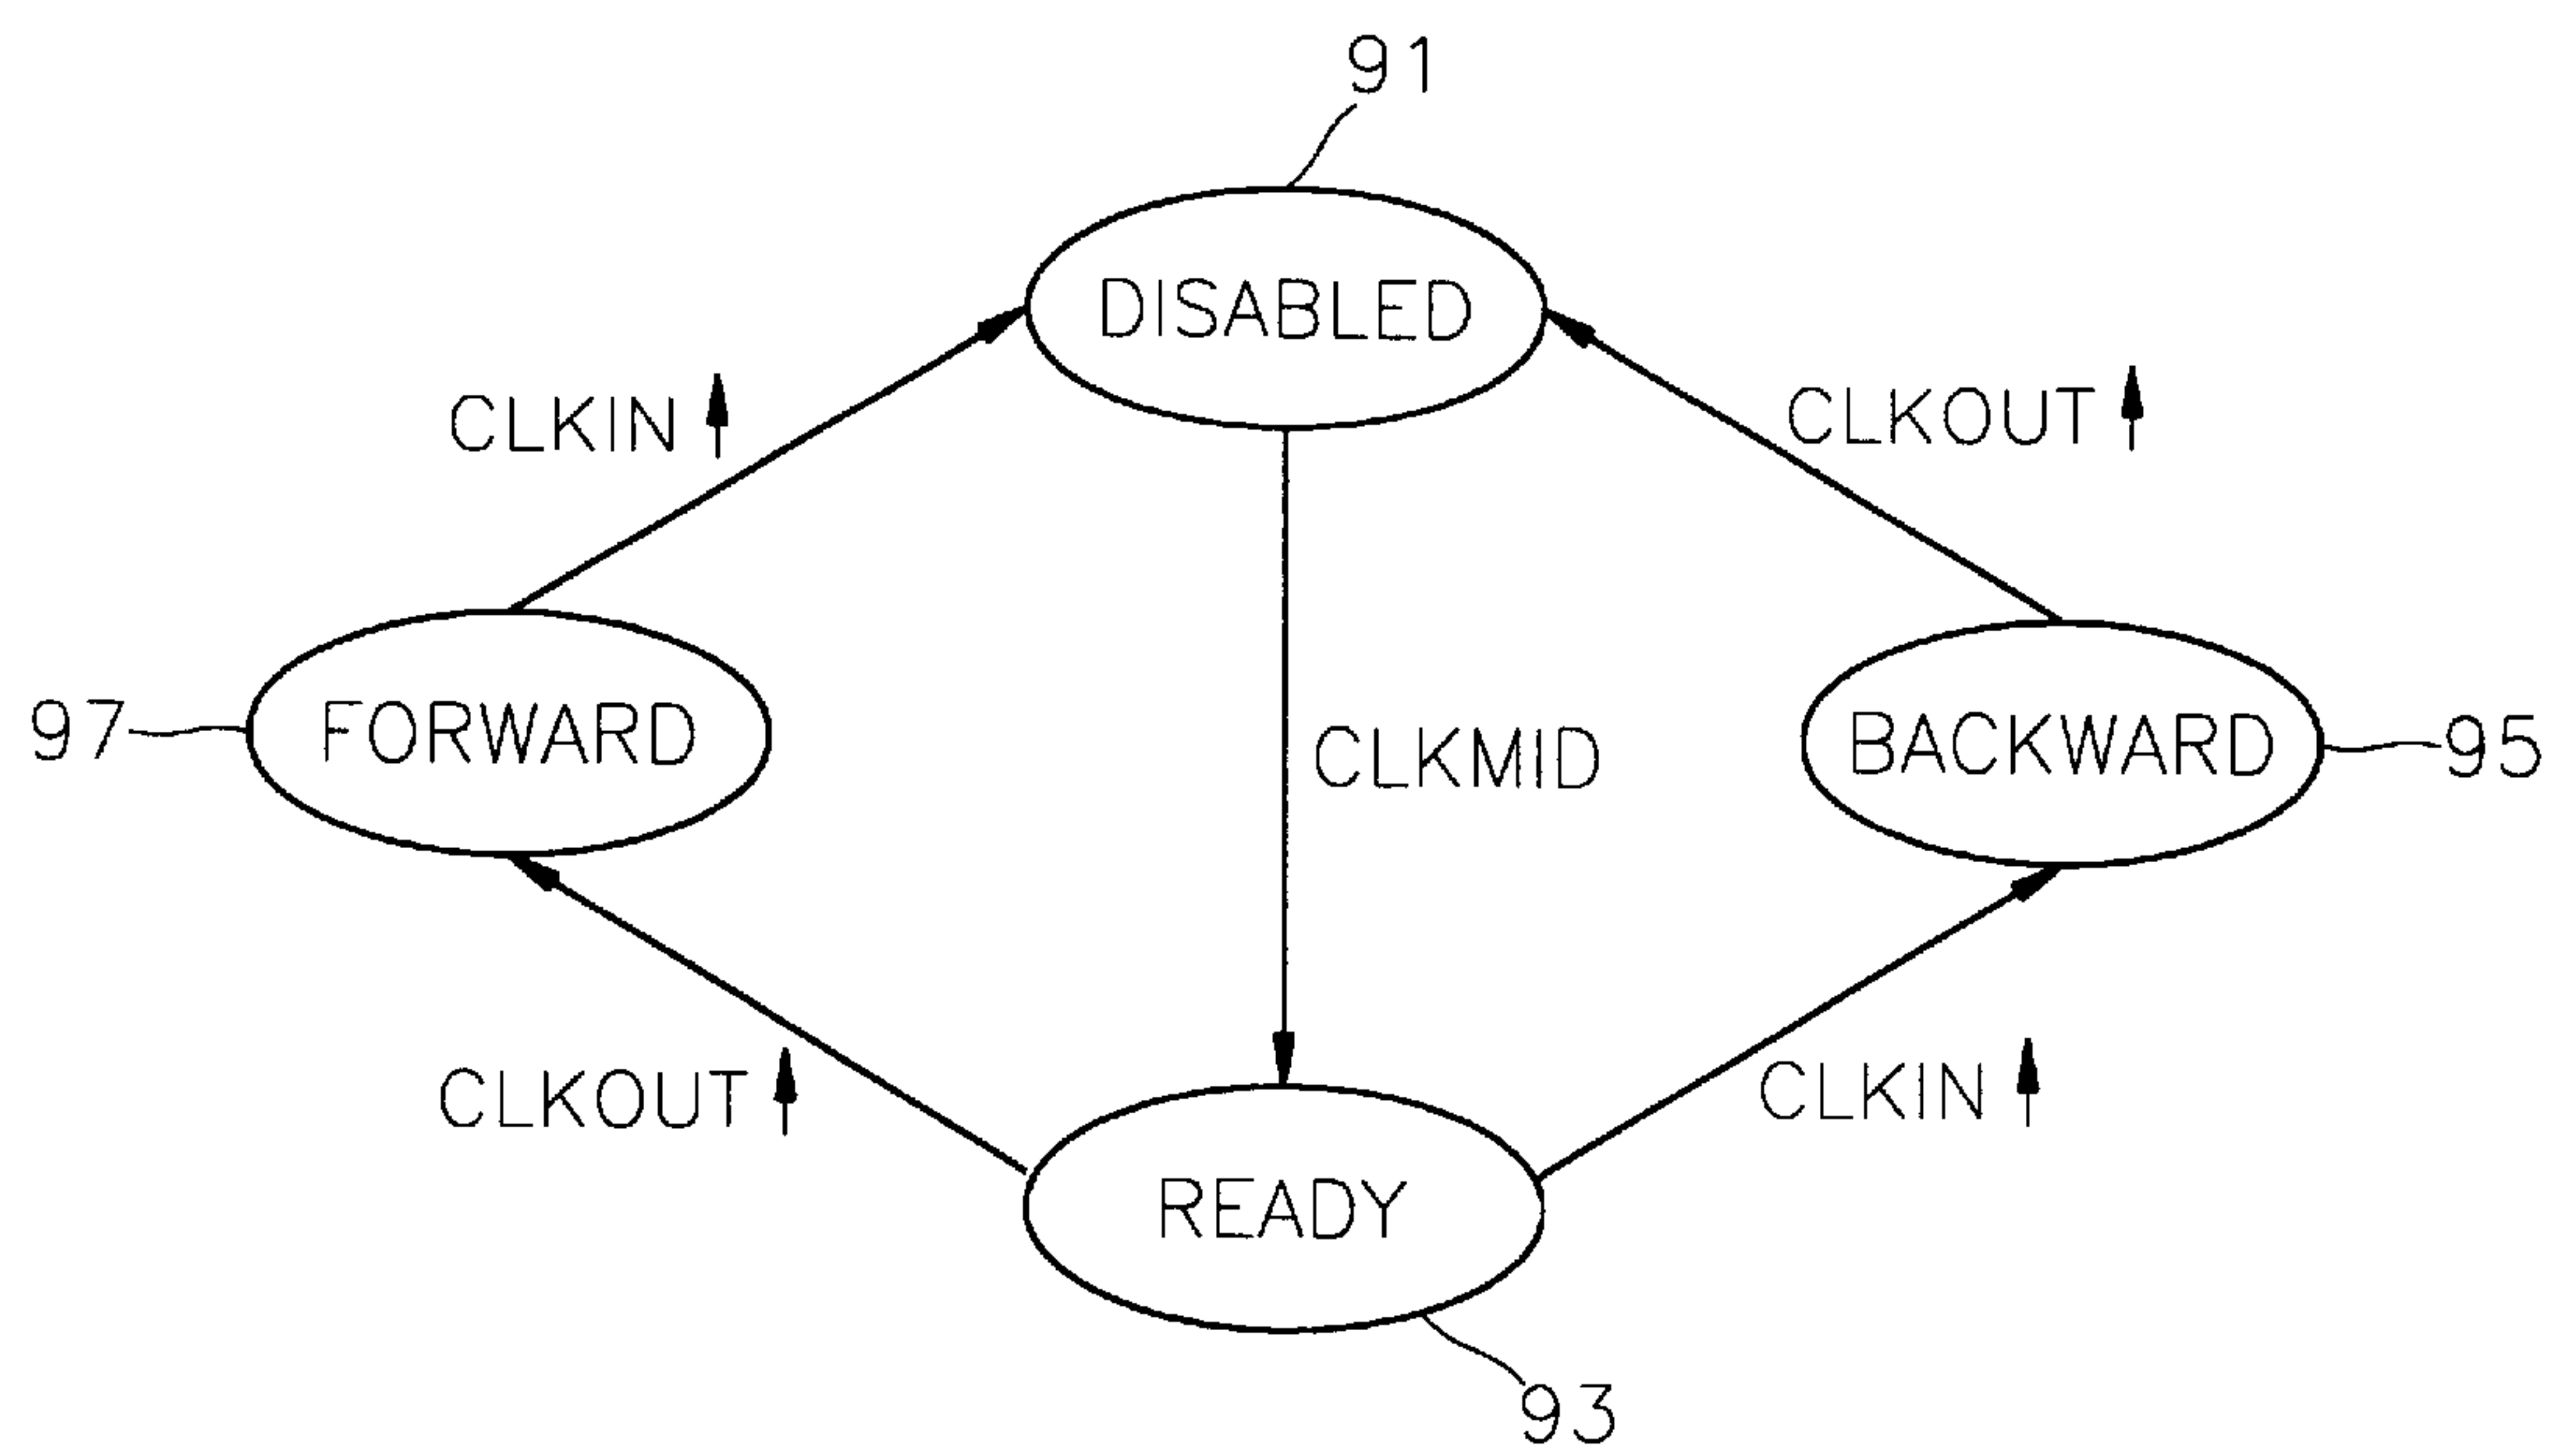 91
DISABLED
CLKIN ↑
CLKOUT ↑
97
FORWARD
CLKMID
BACKWARD
95
CLKOUT ↑
CLKIN ↑
READY
93